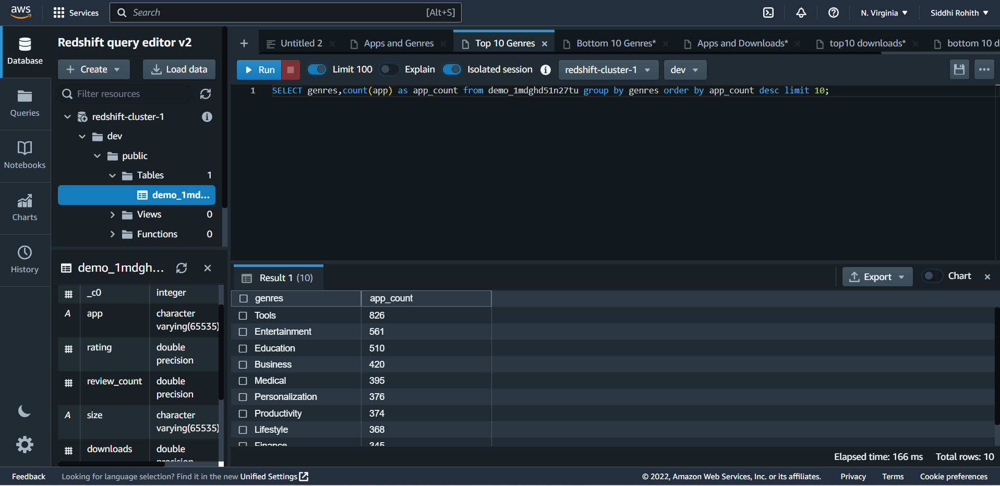 aws Services Search [Alt+S] N. Virginia Siddhi Rohith
Database
Queries
Notebooks
Charts
History
Redshift query editor v2
Create Load data
Filter resources
redshift-cluster-1
dev
public
Tables 1
demo_1md...
Views 0
Functions 0
demo_1mdgh...
_c0 integer
A app character
varying(65535)
rating double
precision
review_count double
precision
A size character
varying(65535)
downloads double
precision
Untitled 2 Apps and Genres Top 10 Genres Bottom 10 Genres* Apps and Downloads* top10 downloads* bottom 10 d
Run Limit 100 Explain Isolated session redshift-cluster-1 dev
1 SELECT genres,count(app) as app_count from demo_1mdghd51n27tu group by genres order by app_count desc limit 10;
Result 1 (10) Export Chart
genres app_count
Tools 826
Entertainment 561
Education 510
Business 420
Medical 395
Personalization 376
Productivity 374
Lifestyle 368
Finance 345
Elapsed time: 166 ms Total rows: 10
Feedback Looking for language selection? Find it in the new Unified Settings © 2022, Amazon Web Services, Inc. or its affiliates. Privacy Terms Cookie preferences